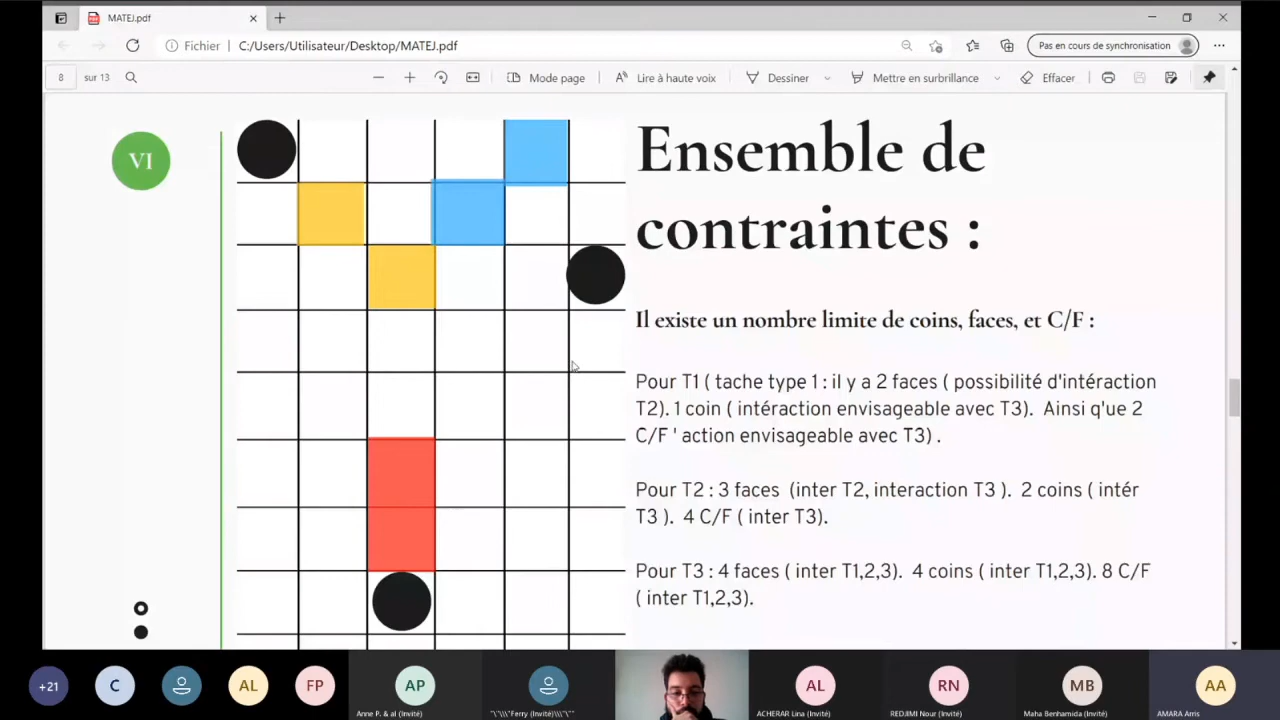 MATEJ.pdf
Fichier
C:/Users/Utilisateur/Desktop/MATEJ.pdf
Pas en cours de synchronisation
8
sur 13
Mode page
Lire à haute voix
Dessiner
Mettre en surbrillance
Effacer
VI
Ensemble de
contraintes :
Il existe un nombre limite de coins, faces, et C/F :
Pour T1 ( tache type 1 : il y a 2 faces ( possibilité d'intéraction
T2). 1 coin ( intéraction envisageable avec T3). Ainsi q'ue 2
C/F ' action envisageable avec T3) .
Pour T2 : 3 faces (inter T2, interaction T3 ). 2 coins ( intér
T3 ). 4 C/F ( inter T3).
Pour T3 : 4 faces ( inter T1,2,3). 4 coins ( inter T1,2,3). 8 C/F
( inter T1,2,3).
+21
C
AL
FP
AP
AL
RN
MB
AA
Anne P. & al (Invité)
"\"\\\"Ferry (Invité)\\\"\""
ACHERAR Lina (Invité)
REDJIMI Nour (Invité)
Maha Benhamida (Invité)
AMARA Arris